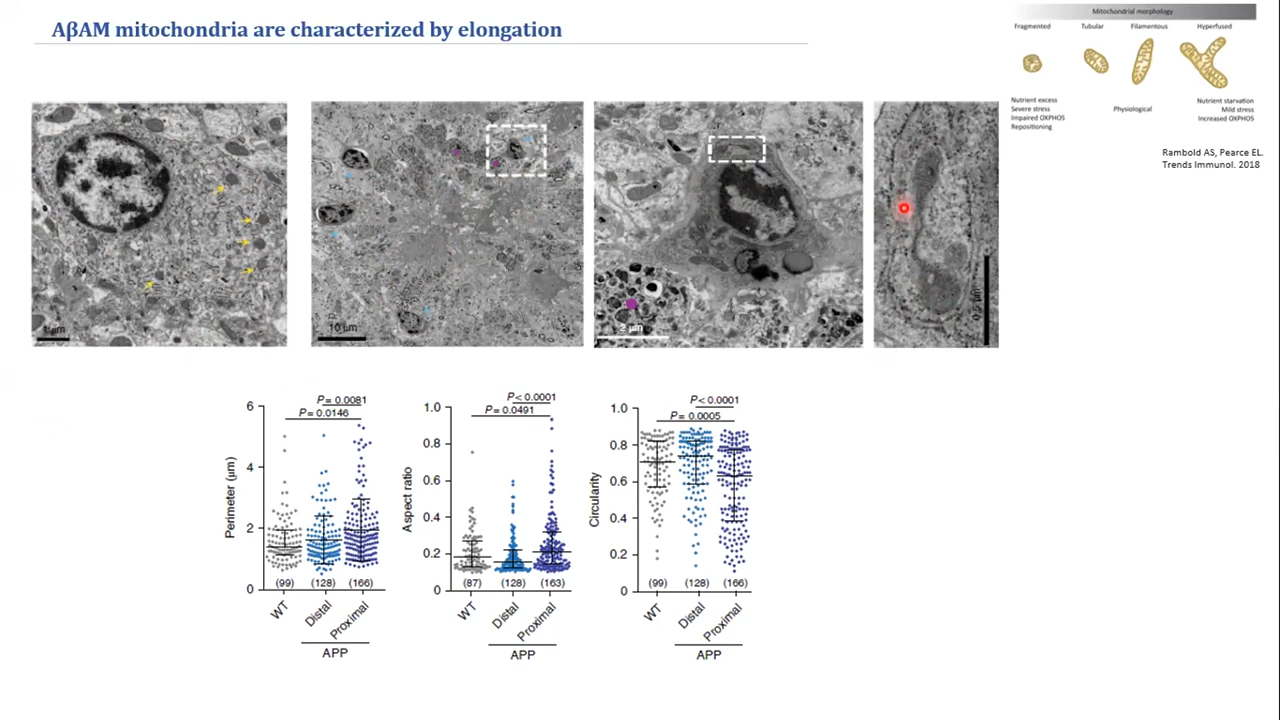 AβAM mitochondria are characterized by elongation
Mitochondrial morphology
Fragmented Tubular Filamentous Hyperfused
Nutrient excess
Severe stress
Impaired OXPHOS
Repositioning
Physiological
Nutrient starvation
Mild stress
Increased OXPHOS
Rambold AS, Pearce EL.
Trends Immunol. 2018
1 μm
10 μm
2 μm
0.5 μm
P= 0.0081
P = 0.0146
6
4
2
0
Perimeter (μm)
(99) (128) (166)
WT Distal Proximal
APP
P< 0.0001
P= 0.0491
1.0
0.8
0.6
0.4
0.2
0
Aspect ratio
(87) (128) (163)
WT Distal Proximal
APP
P< 0.0001
P= 0.0005
1.0
0.8
0.6
0.4
0.2
0
Circularity
(99) (128) (166)
WT Distal Proximal
APP